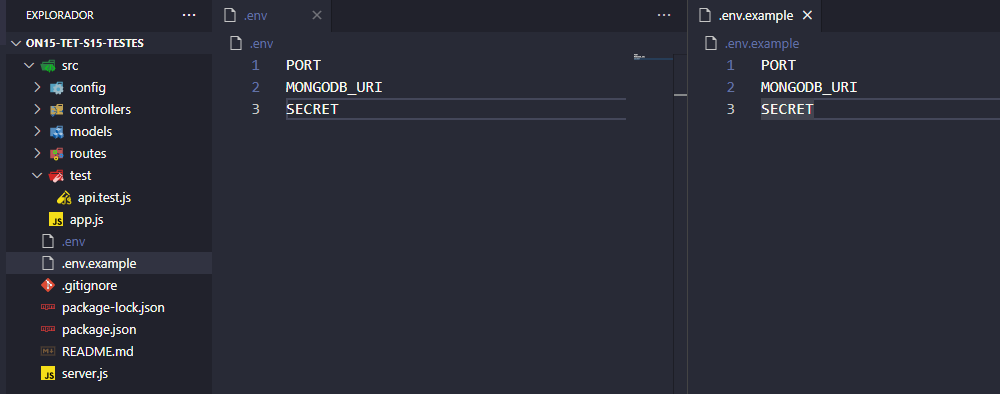 EXPLORADOR ...
ON15-TET-S15-TESTES
src
config
controllers
models
routes
test
api.test.js
JS app.js
.env
.env.example
.gitignore
package-lock.json
package.json
README.md
JS server.js
.env
.env
1 PORT
2 MONGODB_URI
3 SECRET
.env.example
.env.example
1 PORT
2 MONGODB_URI
3 SECRET